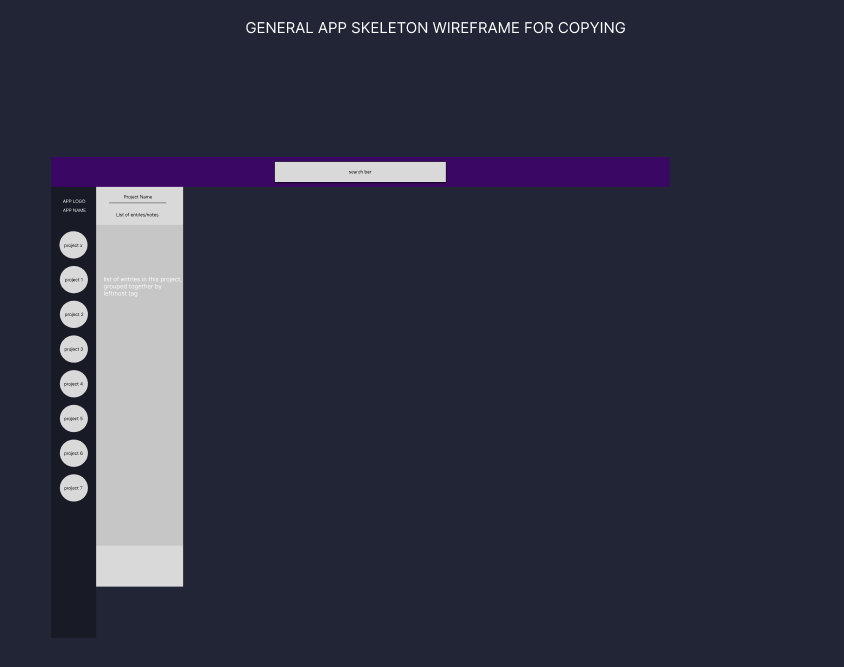 GENERAL APP SKELETON WIREFRAME FOR COPYING
search bar
APP LOGO
APP NAME
Project Name
List of entites/notes
project x
project 1
project 2
project 3
project 4
project 5
project 6
project 7
list of entries in this project,
grouped together by
leftmost tag